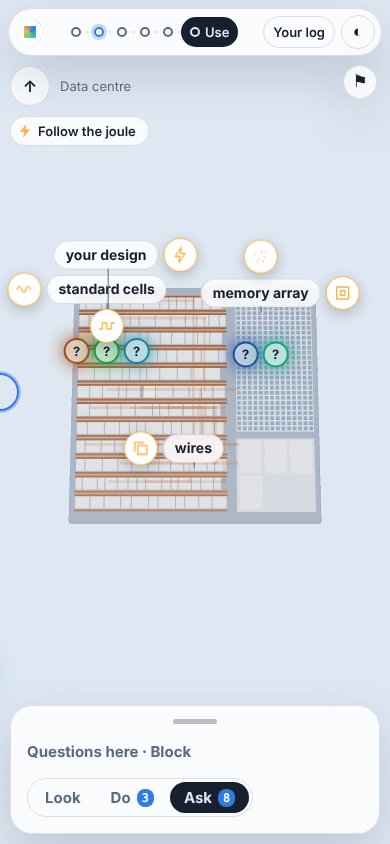 Use
Your log
Data centre
Follow the joule
your design
standard cells
memory array
? ? ? ? ?
wires
Questions here · Block
Look
Do 3
Ask 8